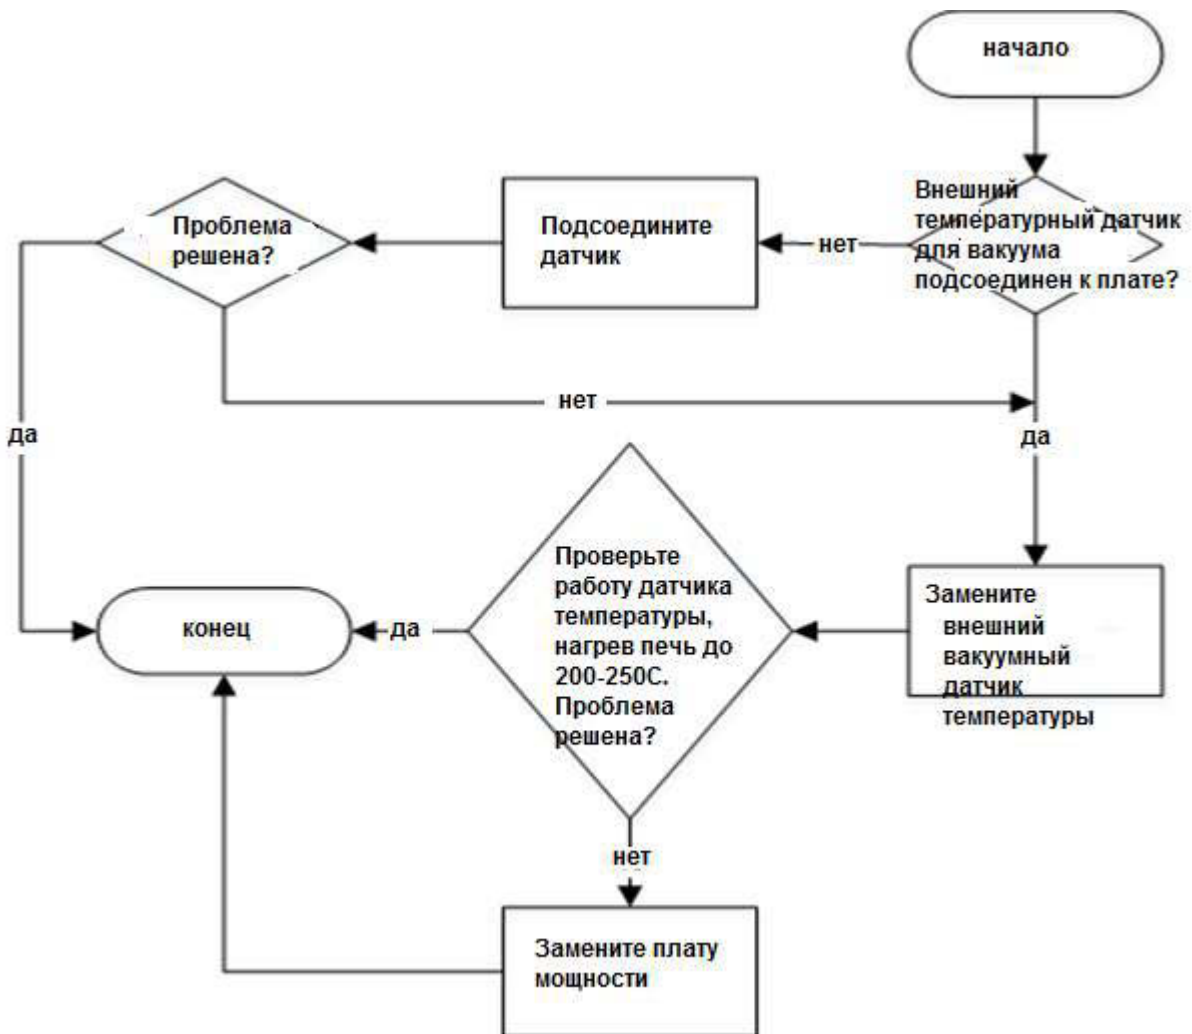 начало
Внешний
температурный датчик
для вакуума
подсоединен к плате?
нет
Подсоедините
датчик
Проблема
решена?
нет
да
да
Замените
внешний
вакуумный
датчик
температуры
Проверьте
работу датчика
температуры,
нагрев печь до
200-250С.
Проблема
решена?
да
конец
нет
Замените плату
мощности